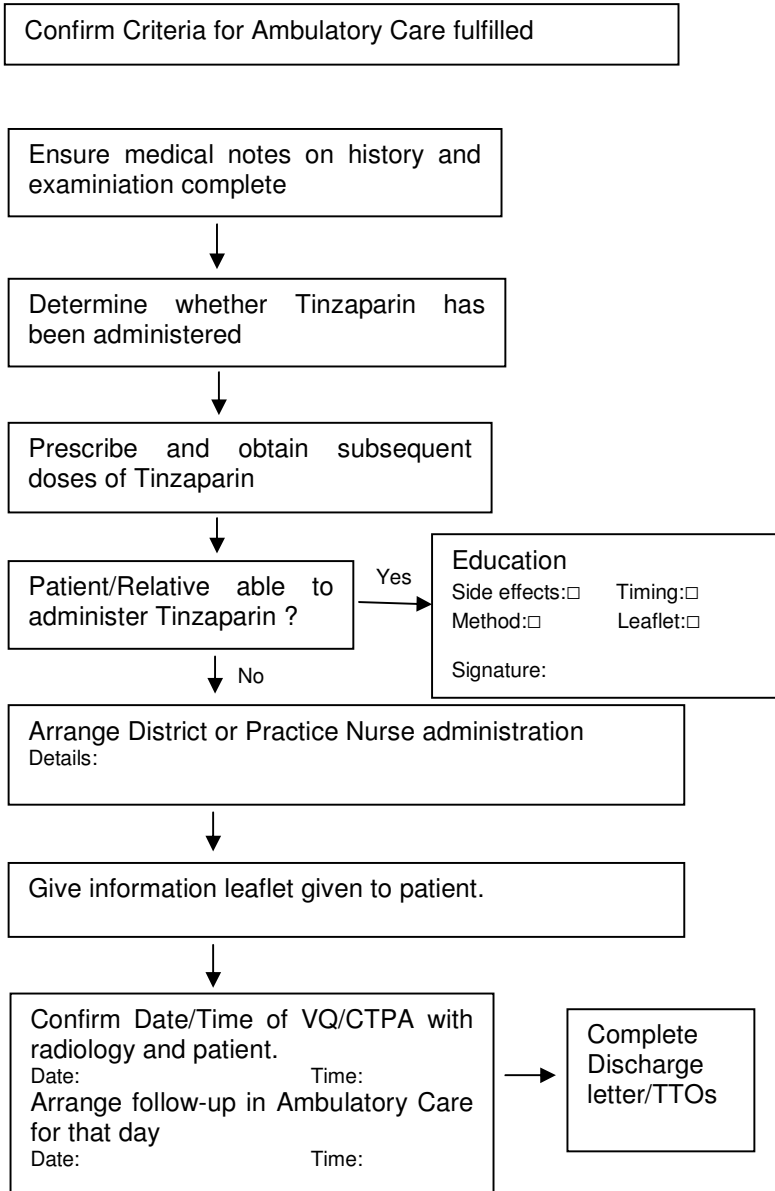 Confirm Criteria for Ambulatory Care fulfilled
Ensure medical notes on history and
examiniation complete
Determine whether Tinzaparin has
been administered
Prescribe and obtain subsequent
doses of Tinzaparin
Patient/Relative able to
administer Tinzaparin ?
Yes
Education
Side effects:□ Timing:□
Method:□ Leaflet:□
Signature:
No
Arrange District or Practice Nurse administration
Details:
Give information leaflet given to patient.
Confirm Date/Time of VQ/CTPA with
radiology and patient.
Date: Time:
Arrange follow-up in Ambulatory Care
for that day
Date: Time:
Complete
Discharge
letter/TTOs